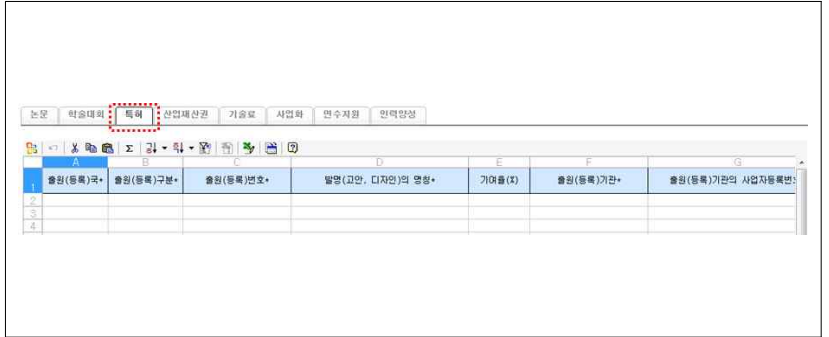 논문 학술대회 특허 산업재산권 기술료 사업화 연수지원 인력양성
Σ
A B C D E F G
1 출원(등록)국* 출원(등록)구분* 출원(등록)번호* 발명(고안, 디자인)의 명칭* 기여율(%) 출원(등록)기관* 출원(등록)기관의 사업자등록번
2
3
4